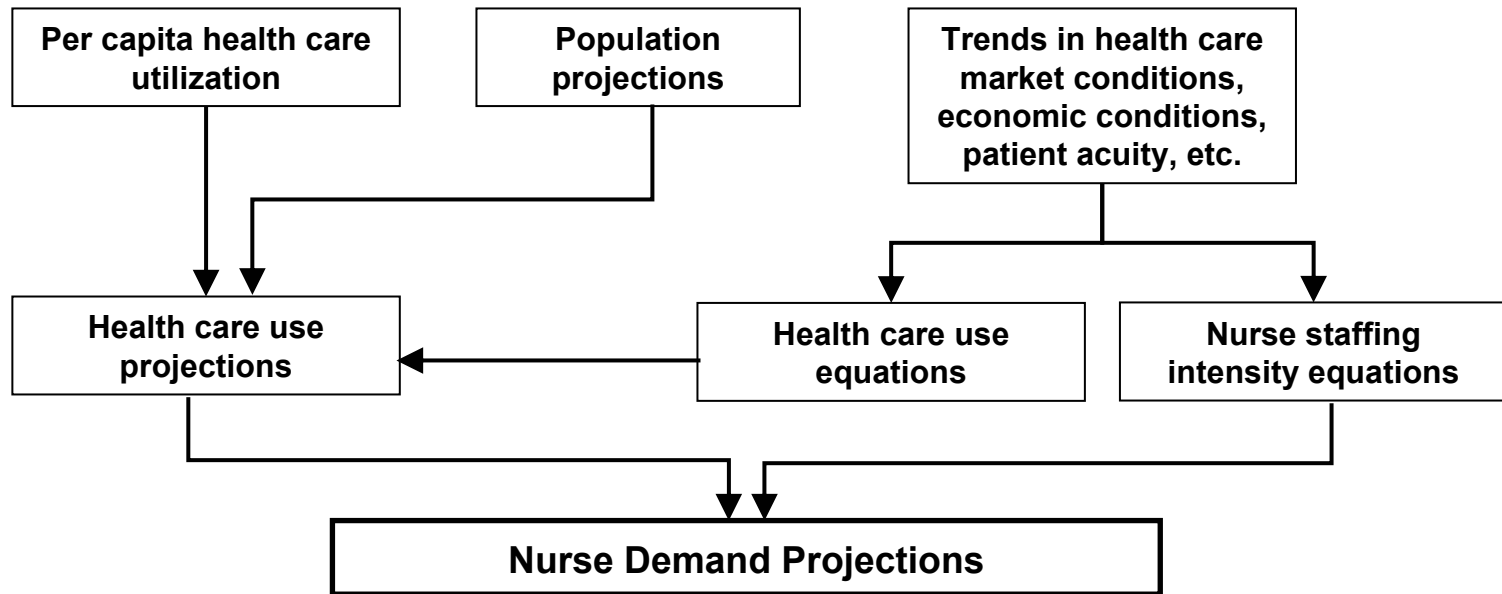 Per capita health care
utilization
Population
projections
Trends in health care
market conditions,
economic conditions,
patient acuity, etc.
Health care use
projections
Health care use
equations
Nurse staffing
intensity equations
Nurse Demand Projections